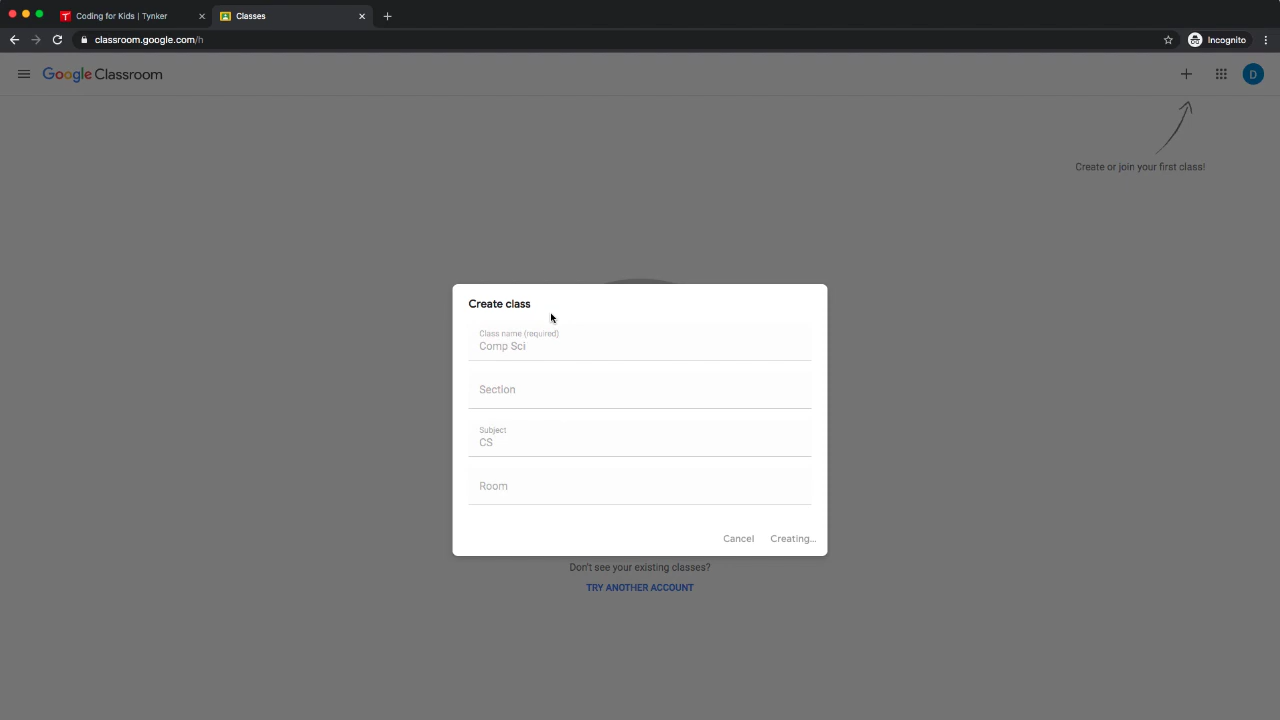 Coding for Kids | Tynker
Classes
classroom.google.com/h
Incognito
Google Classroom
D
Create or join your first class!
Create class
Class name (required)
Comp Sci
Section
Subject
CS
Room
Cancel
Creating...
Don't see your existing classes?
TRY ANOTHER ACCOUNT